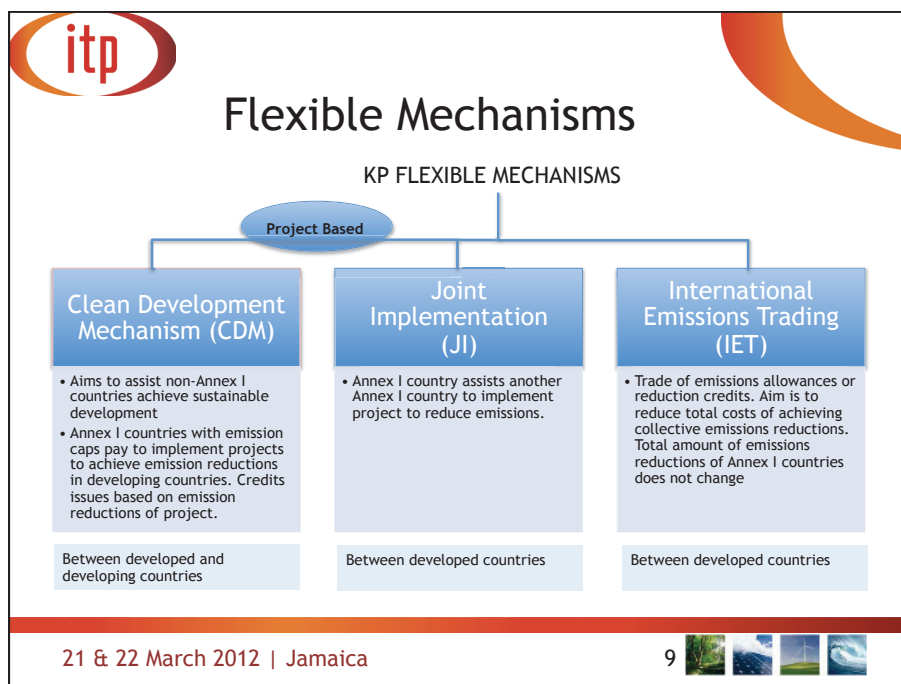 itp
Flexible Mechanisms
KP FLEXIBLE MECHANISMS
Project Based
Clean Development
Mechanism (CDM)
• Aims to assist non-Annex I
countries achieve sustainable
development
• Annex I countries with emission
caps pay to implement projects
to achieve emission reductions
in developing countries. Credits
issues based on emission
reductions of project.
Between developed and
developing countries
Joint
Implementation
(JI)
• Annex I country assists another
Annex I country to implement
project to reduce emissions.
Between developed countries
International
Emissions Trading
(IET)
• Trade of emissions allowances or
reduction credits. Aim is to
reduce total costs of achieving
collective emissions reductions.
Total amount of emissions
reductions of Annex I countries
does not change
Between developed countries
21 & 22 March 2012 | Jamaica
9